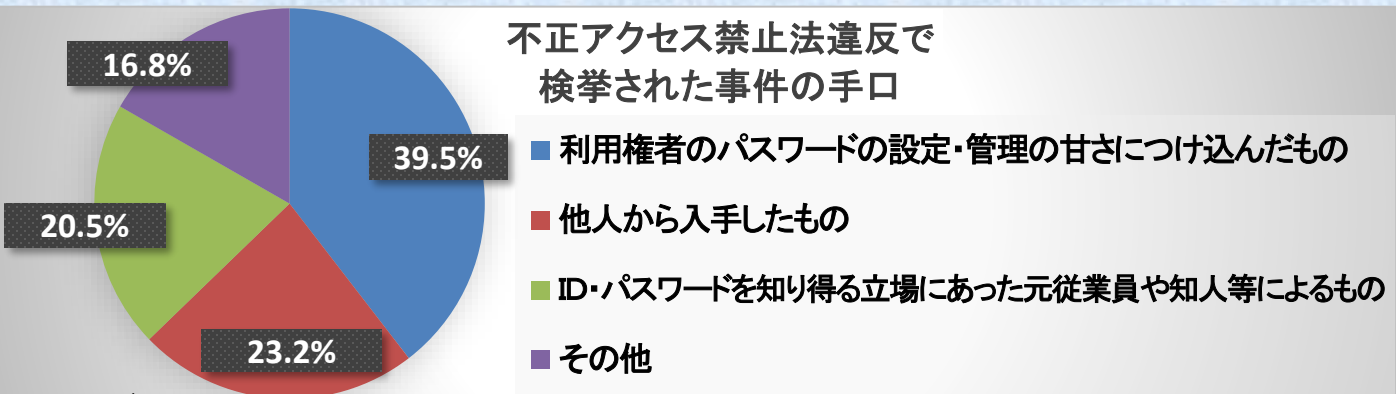 不正アクセス禁止法違反で
検挙された事件の手口
16.8%
39.5%
20.5%
23.2%
利用権者のパスワードの設定・管理の甘さにつけ込んだもの
他人から入手したもの
ID・パスワードを知り得る立場にあった元従業員や知人等によるもの
その他